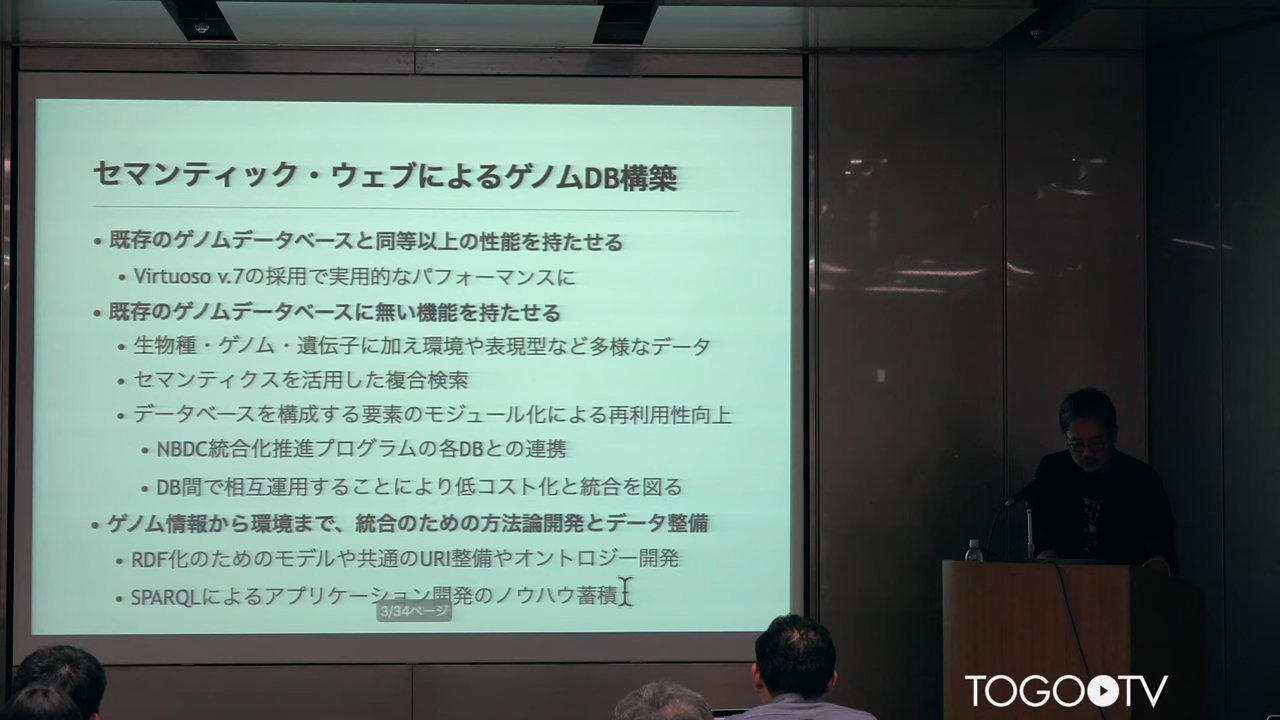 セマンティック・ウェブによるゲノムDB構築
• 既存のゲノムデータベースと同等以上の性能を持たせる
• Virtuoso v.7の採用で実用的なパフォーマンスに
• 既存のゲノムデータベースに無い機能を持たせる
• 生物種・ゲノム・遺伝子に加え環境や表現型など多様なデータ
• セマンティクスを活用した複合検索
• データベースを構成する要素のモジュール化による再利用性向上
• NBDC統合化推進プログラムの各DBとの連携
• DB間で相互運用することにより低コスト化と統合を図る
• ゲノム情報から環境まで、統合のための方法論開発とデータ整備
• RDF化のためのモデルや共通のURI整備やオントロジー開発
• SPARQLによるアプリケーション開発のノウハウ蓄積
3/34ページ
TOGO TV